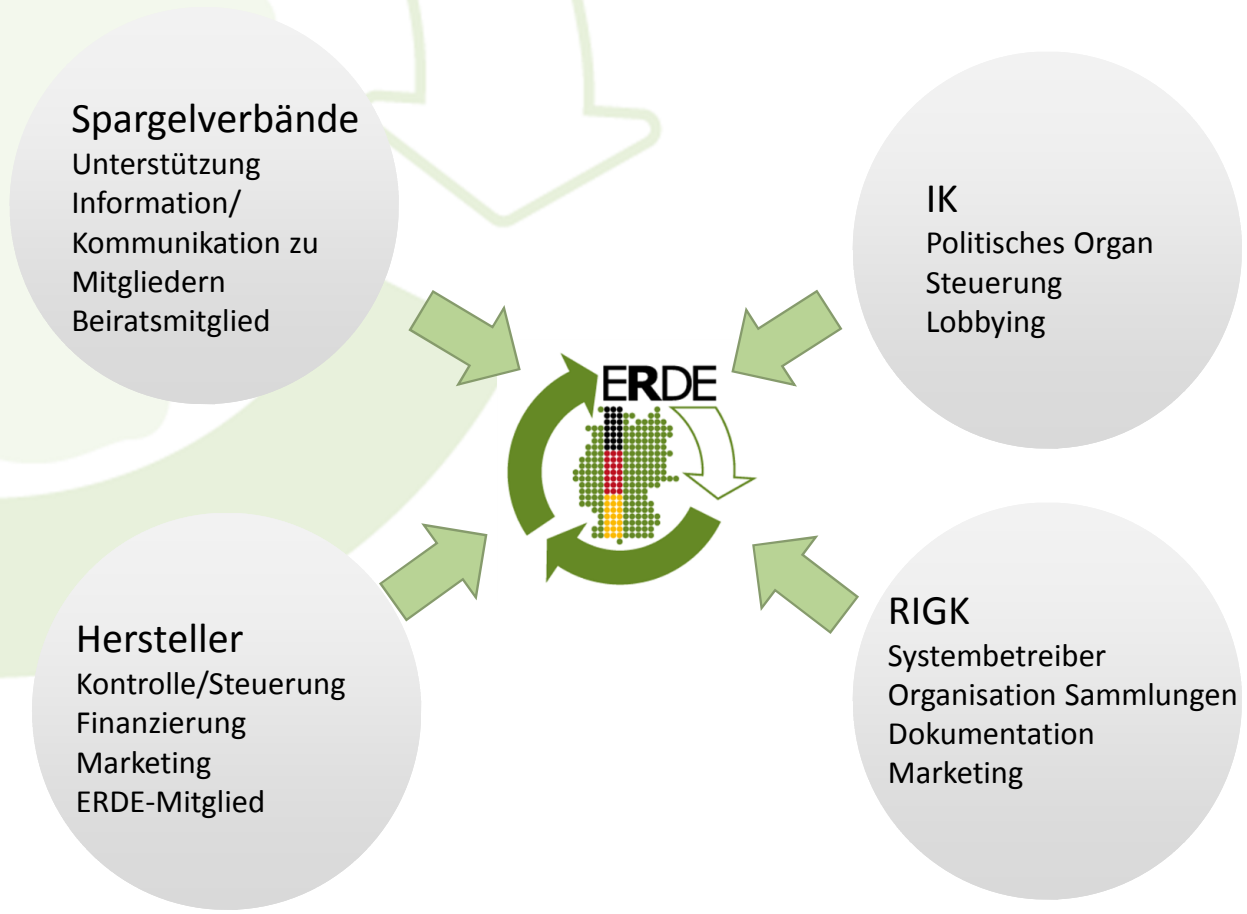 Spargelverbände
Unterstützung
Information/
Kommunikation zu
Mitgliedern
Beiratsmitglied
IK
Politisches Organ
Steuerung
Lobbying
ERDE
Hersteller
Kontrolle/Steuerung
Finanzierung
Marketing
ERDE-Mitglied
RIGK
Systembetreiber
Organisation Sammlungen
Dokumentation
Marketing